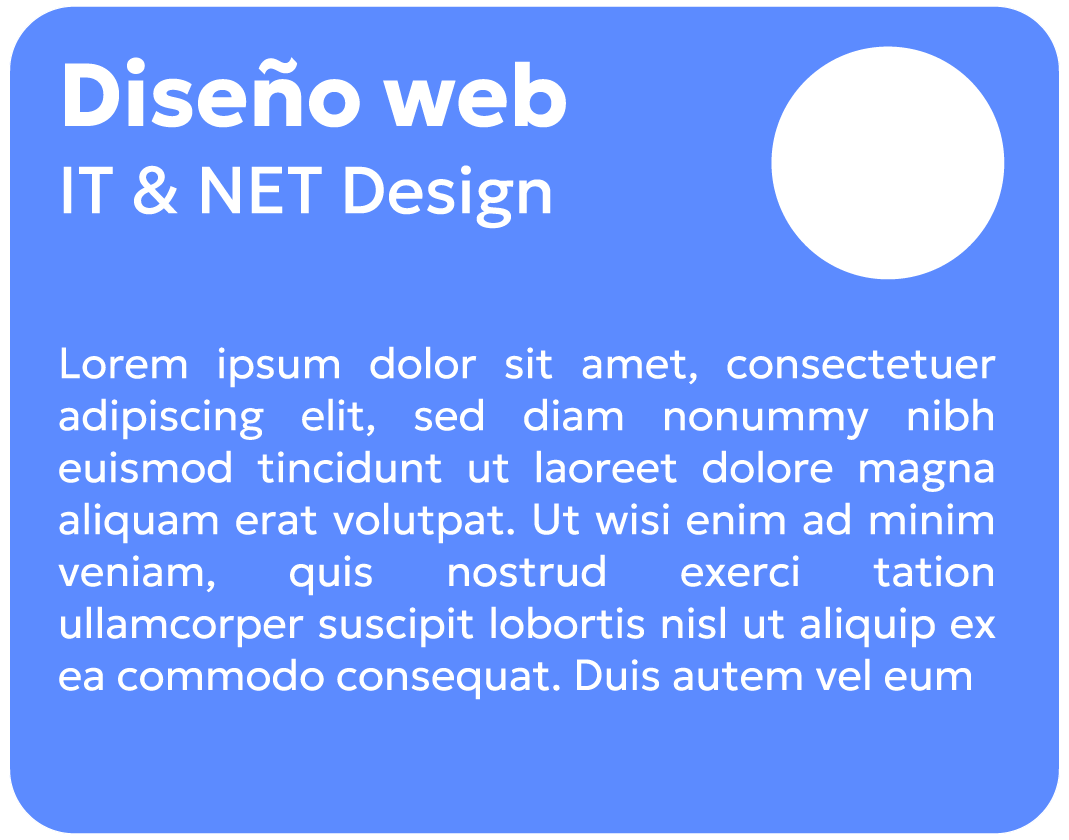 Diseño web
IT & NET Design
Lorem ipsum dolor sit amet, consectetuer
adipiscing elit, sed diam nonummy nibh
euismod tincidunt ut laoreet dolore magna
aliquam erat volutpat. Ut wisi enim ad minim
veniam, quis nostrud exerci tation
ullamcorper suscipit lobortis nisl ut aliquip ex
ea commodo consequat. Duis autem vel eum